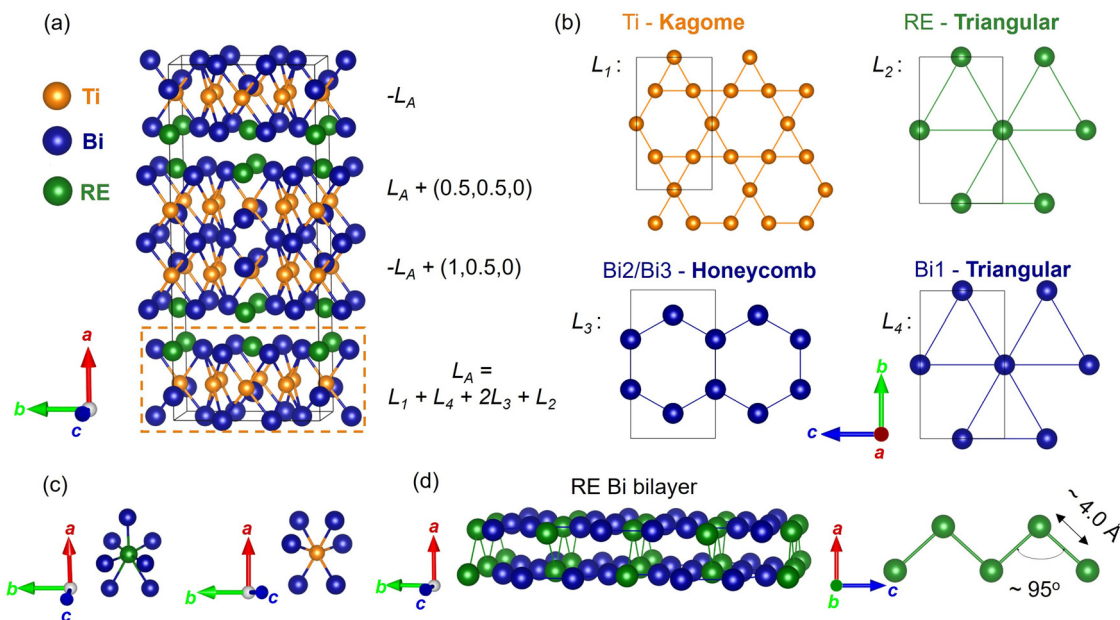 (a)
Ti
Bi
RE
-L_A
L_A + (0.5,0.5,0)
-L_A + (1,0.5,0)
L_A =
L_1 + L_4 + 2L_3 + L_2
a
b
c
(b)
Ti - Kagome
L_1 :
RE - Triangular
L_2 :
Bi2/Bi3 - Honeycomb
L_3 :
Bi1 - Triangular
L_4 :
b
c
a
(c)
a
b
c
a
b
c
(d)
RE Bi bilayer
a
b
c
a
b
c
~ 4.0 Å
~ 95°